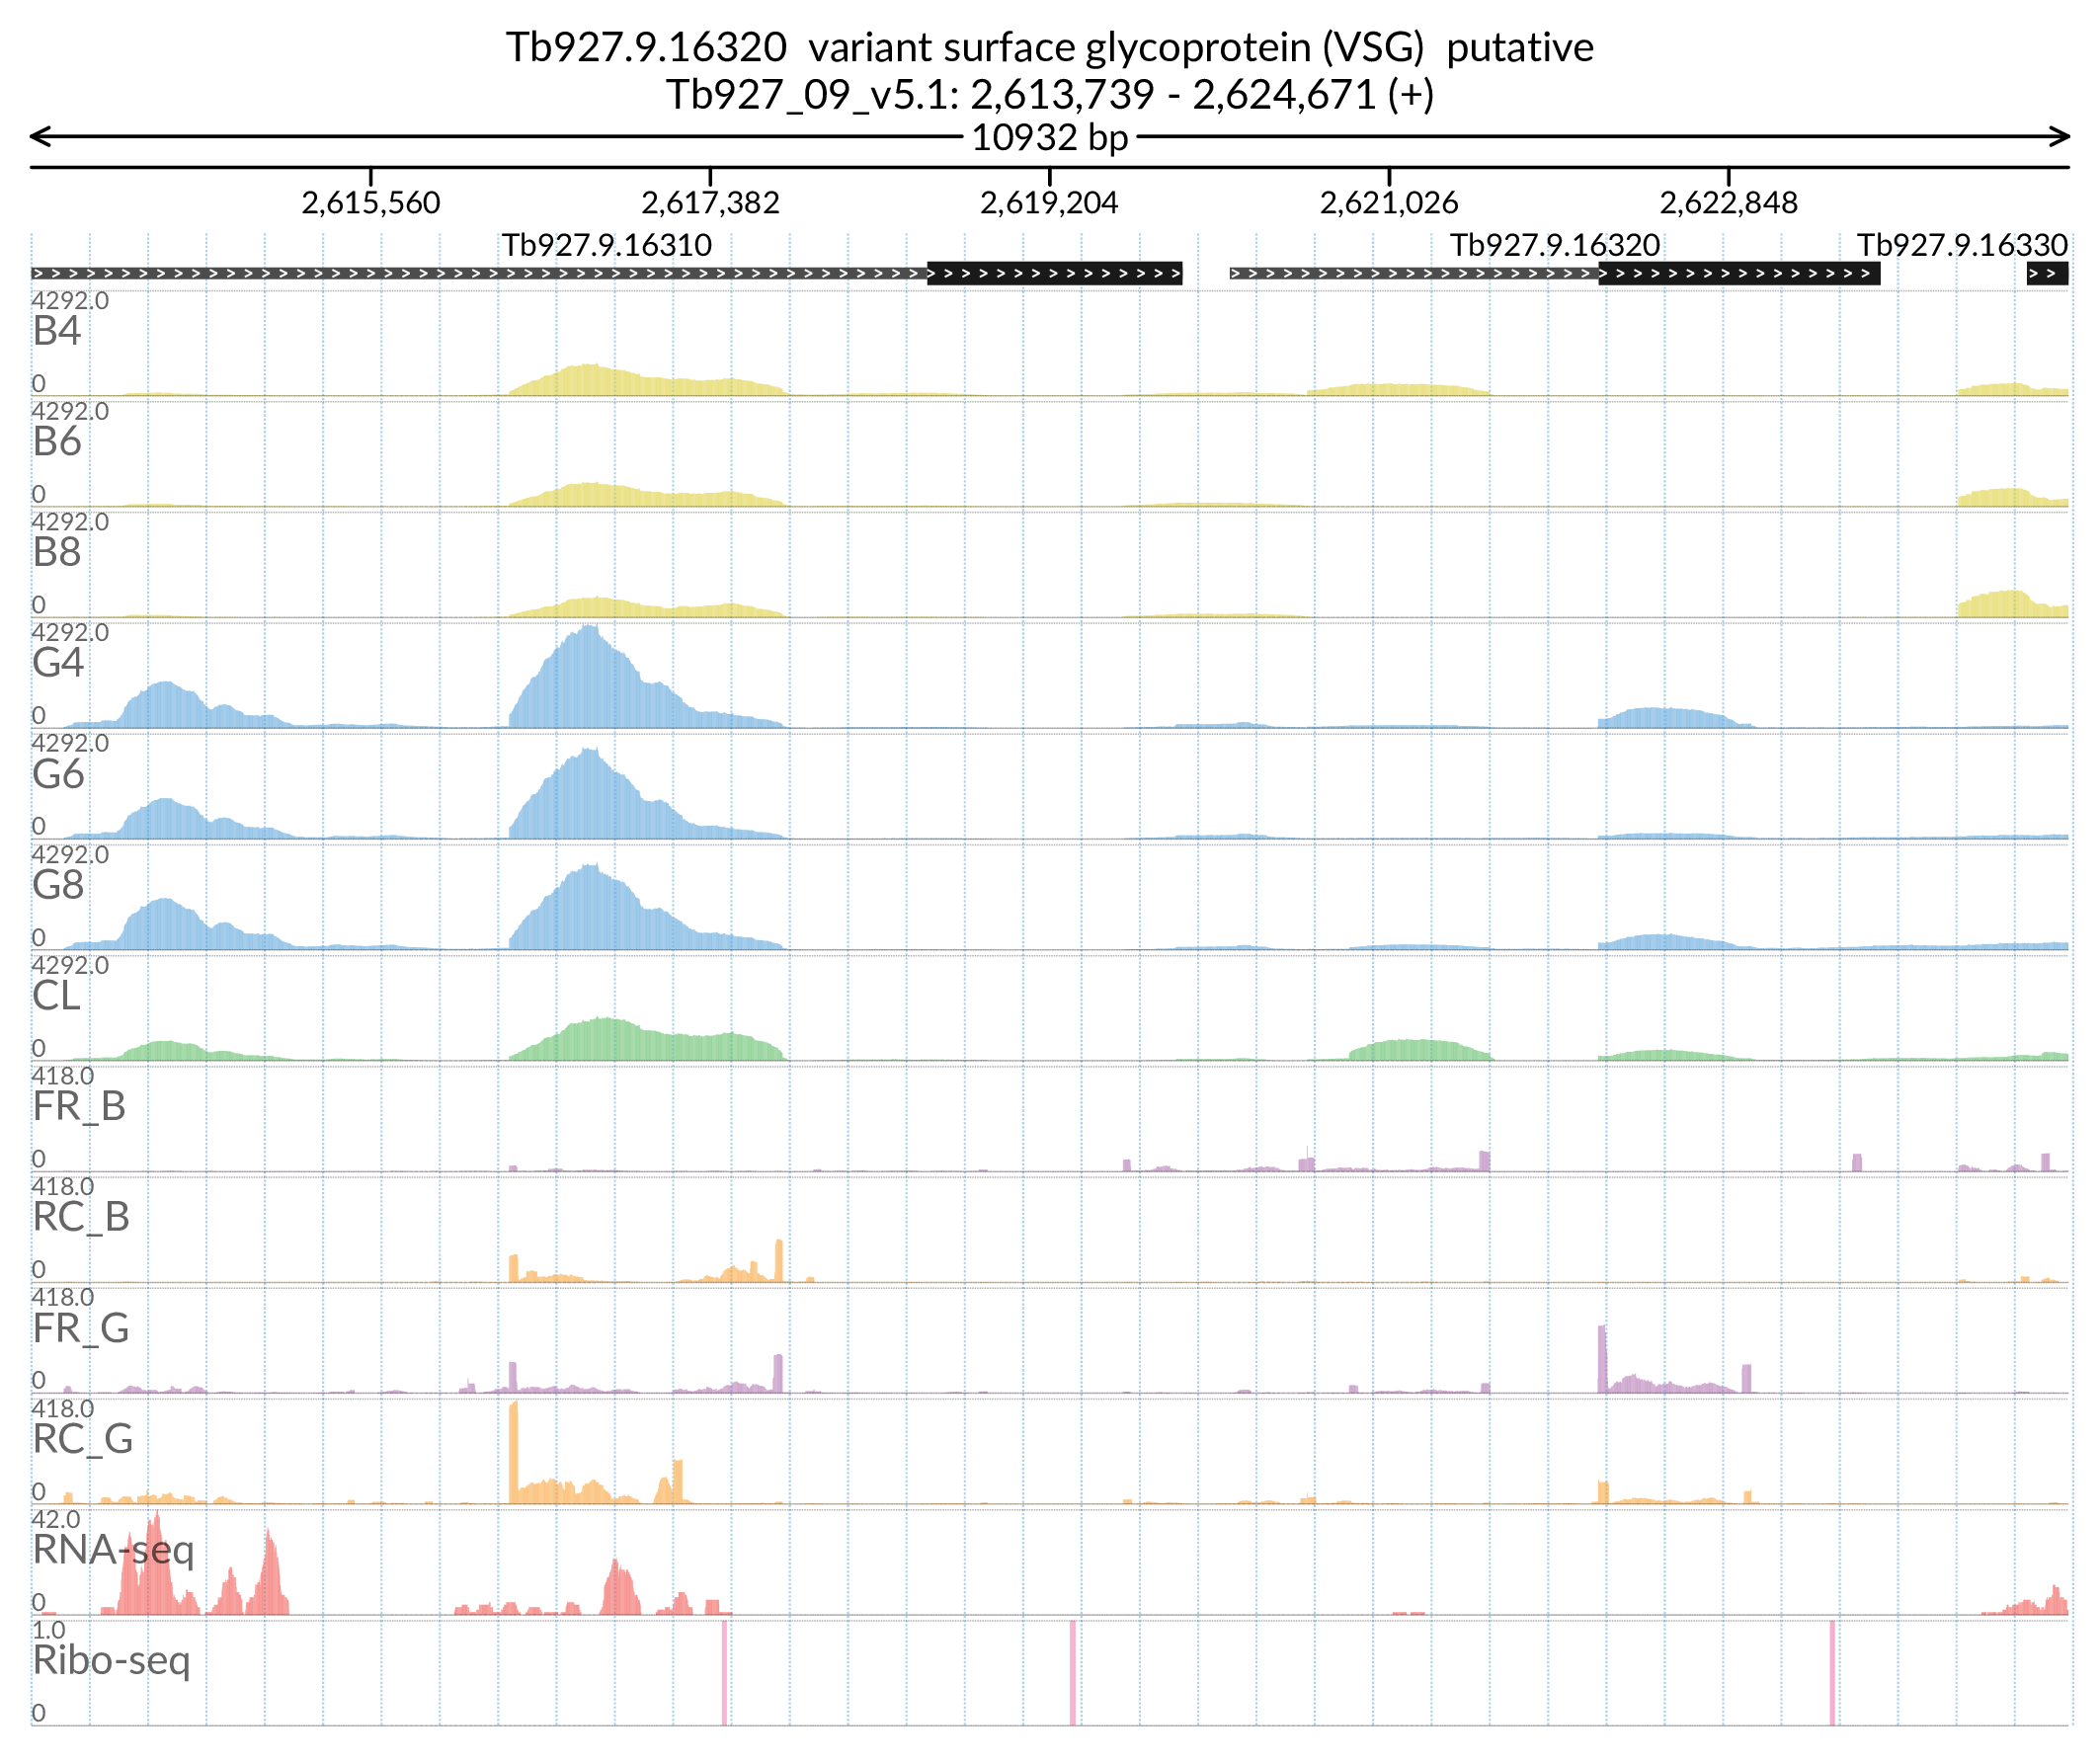 Tb927.9.16320  variant surface glycoprotein (VSG)  putative
Tb927_09_v5.1: 2,613,739 - 2,624,671 (+)
10932 bp
2,615,560 2,617,382 2,619,204 2,621,026 2,622,848
Tb927.9.16310 Tb927.9.16320 Tb927.9.16330
4292.0
B4
0
4292.0
B6
0
4292.0
B8
0
4292.0
G4
0
4292.0
G6
0
4292.0
G8
0
4292.0
CL
0
418.0
FR_B
0
418.0
RC_B
0
418.0
FR_G
0
418.0
RC_G
0
42.0
RNA-seq
0
1.0
Ribo-seq
0